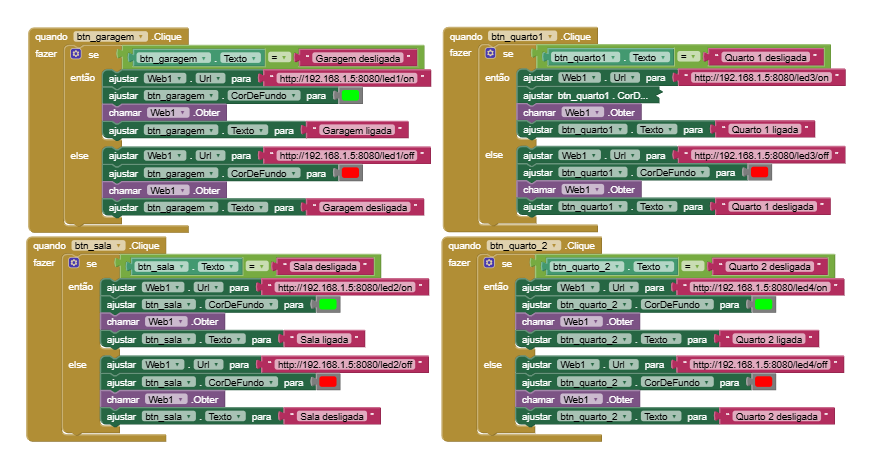 quando btn_garagem .Clique
fazer se btn_garagem . Texto = " Garagem desligada "
então ajustar Web1 . Url para " http://192.168.1.5:8080/led1/on "
ajustar btn_garagem . CorDeFundo para
chamar Web1 .Obter
ajustar btn_garagem . Texto para " Garagem ligada "
else ajustar Web1 . Url para " http://192.168.1.5:8080/led1/off "
ajustar btn_garagem . CorDeFundo para
chamar Web1 .Obter
ajustar btn_garagem . Texto para " Garagem desligada "
quando btn_quarto1 .Clique
fazer se btn_quarto1 . Texto = " Quarto 1 desligada "
então ajustar Web1 . Url para " http://192.168.1.5:8080/led3/on "
ajustar btn_quarto1 . CorD...
chamar Web1 .Obter
ajustar btn_quarto1 . Texto para " Quarto 1 ligada "
else ajustar Web1 . Url para " http://192.168.1.5:8080/led3/off "
ajustar btn_quarto1 . CorDeFundo para
chamar Web1 .Obter
ajustar btn_quarto1 . Texto para " Quarto 1 desligada "
quando btn_sala .Clique
fazer se btn_sala . Texto = " Sala desligada "
então ajustar Web1 . Url para " http://192.168.1.5:8080/led2/on "
ajustar btn_sala . CorDeFundo para
chamar Web1 .Obter
ajustar btn_sala . Texto para " Sala ligada "
else ajustar Web1 . Url para " http://192.168.1.5:8080/led2/off "
ajustar btn_sala . CorDeFundo para
chamar Web1 .Obter
ajustar btn_sala . Texto para " Sala desligada "
quando btn_quarto_2 .Clique
fazer se btn_quarto_2 . Texto = " Quarto 2 desligada "
então ajustar Web1 . Url para " http://192.168.1.5:8080/led4/on "
ajustar btn_quarto_2 . CorDeFundo para
chamar Web1 .Obter
ajustar btn_quarto_2 . Texto para " Quarto 2 ligada "
else ajustar Web1 . Url para " http://192.168.1.5:8080/led4/off "
ajustar btn_quarto_2 . CorDeFundo para
chamar Web1 .Obter
ajustar btn_quarto_2 . Texto para " Quarto 2 desligada "